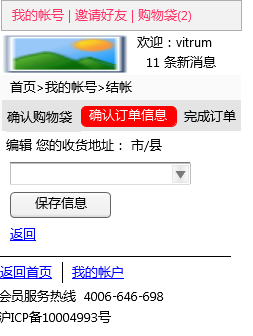 我的帐号 | 邀请好友 | 购物袋(2)
欢迎：vitrum
11 条新消息
首页>我的帐号>结帐
确认购物袋 确认订单信息 完成订单
编辑 您的收货地址： 市/县
保存信息
返回
返回首页 | 我的帐户
会员服务热线 4006-646-698
沪ICP备10004993号